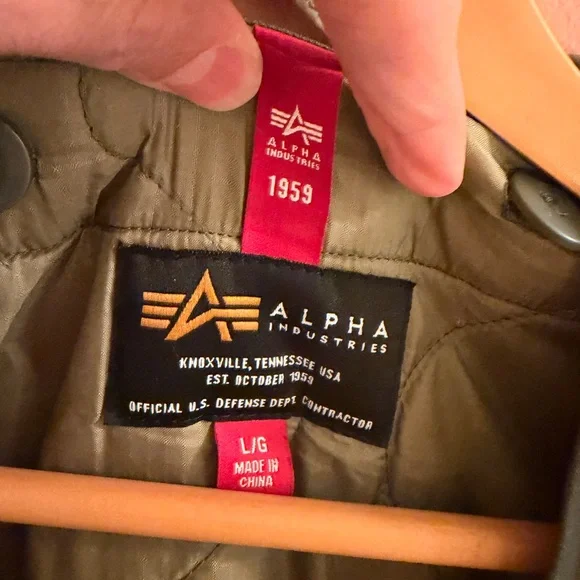 ALPHA
INDUSTRIES
1959
ALPHA
INDUSTRIES
KNOXVILLE, TENNESSEE USA
EST. OCTOBER 1959
OFFICIAL U.S. DEFENSE DEPT. CONTRACTOR
L/G
MADE IN
CHINA